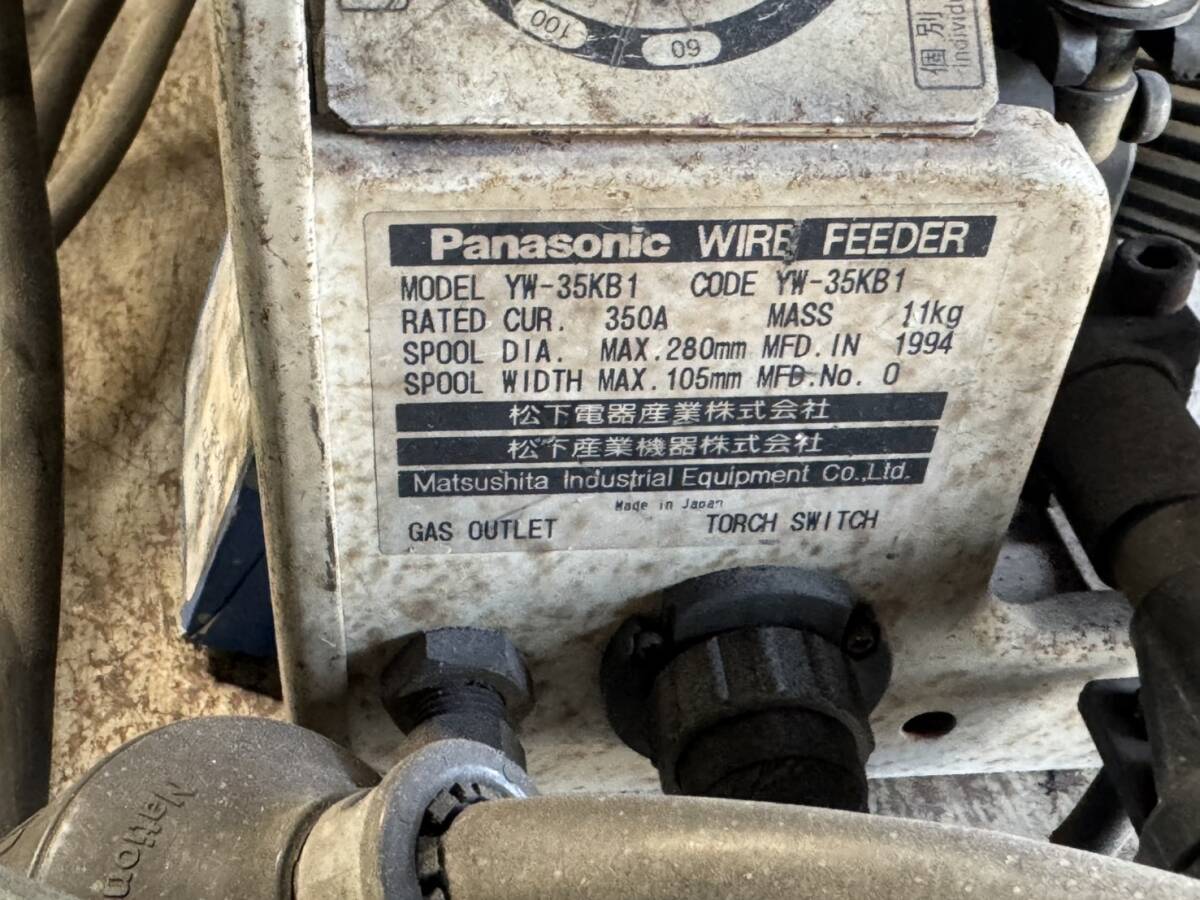 100
60
個別
individu
Panasonic WIRE FEEDER
MODEL YW-35KB1 CODE YW-35KB1
RATED CUR. 350A MASS 11kg
SPOOL DIA. MAX.280mm MFD.IN 1994
SPOOL WIDTH MAX.105mm MFD.No. 0
松下電器産業株式会社
松下産業機器株式会社
Matsushita Industrial Equipment Co.,Ltd.
Made in Japan
GAS OUTLET TORCH SWITCH